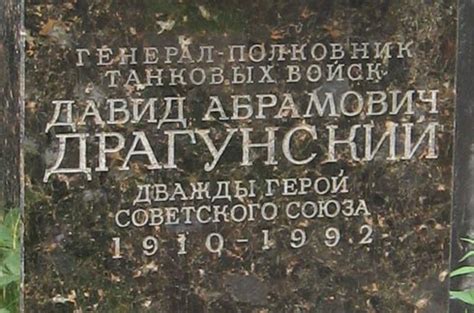 ГЕНЕРАЛ-ПОЛКОВНИК
ТАНКОВЫХ ВОЙСК
ДАВИД АБРАМОВИЧ
ДРАГУНСКИЙ
ДВАЖДЫ ГЕРОЙ
СОВЕТСКОГО СОЮЗА
1910-1992